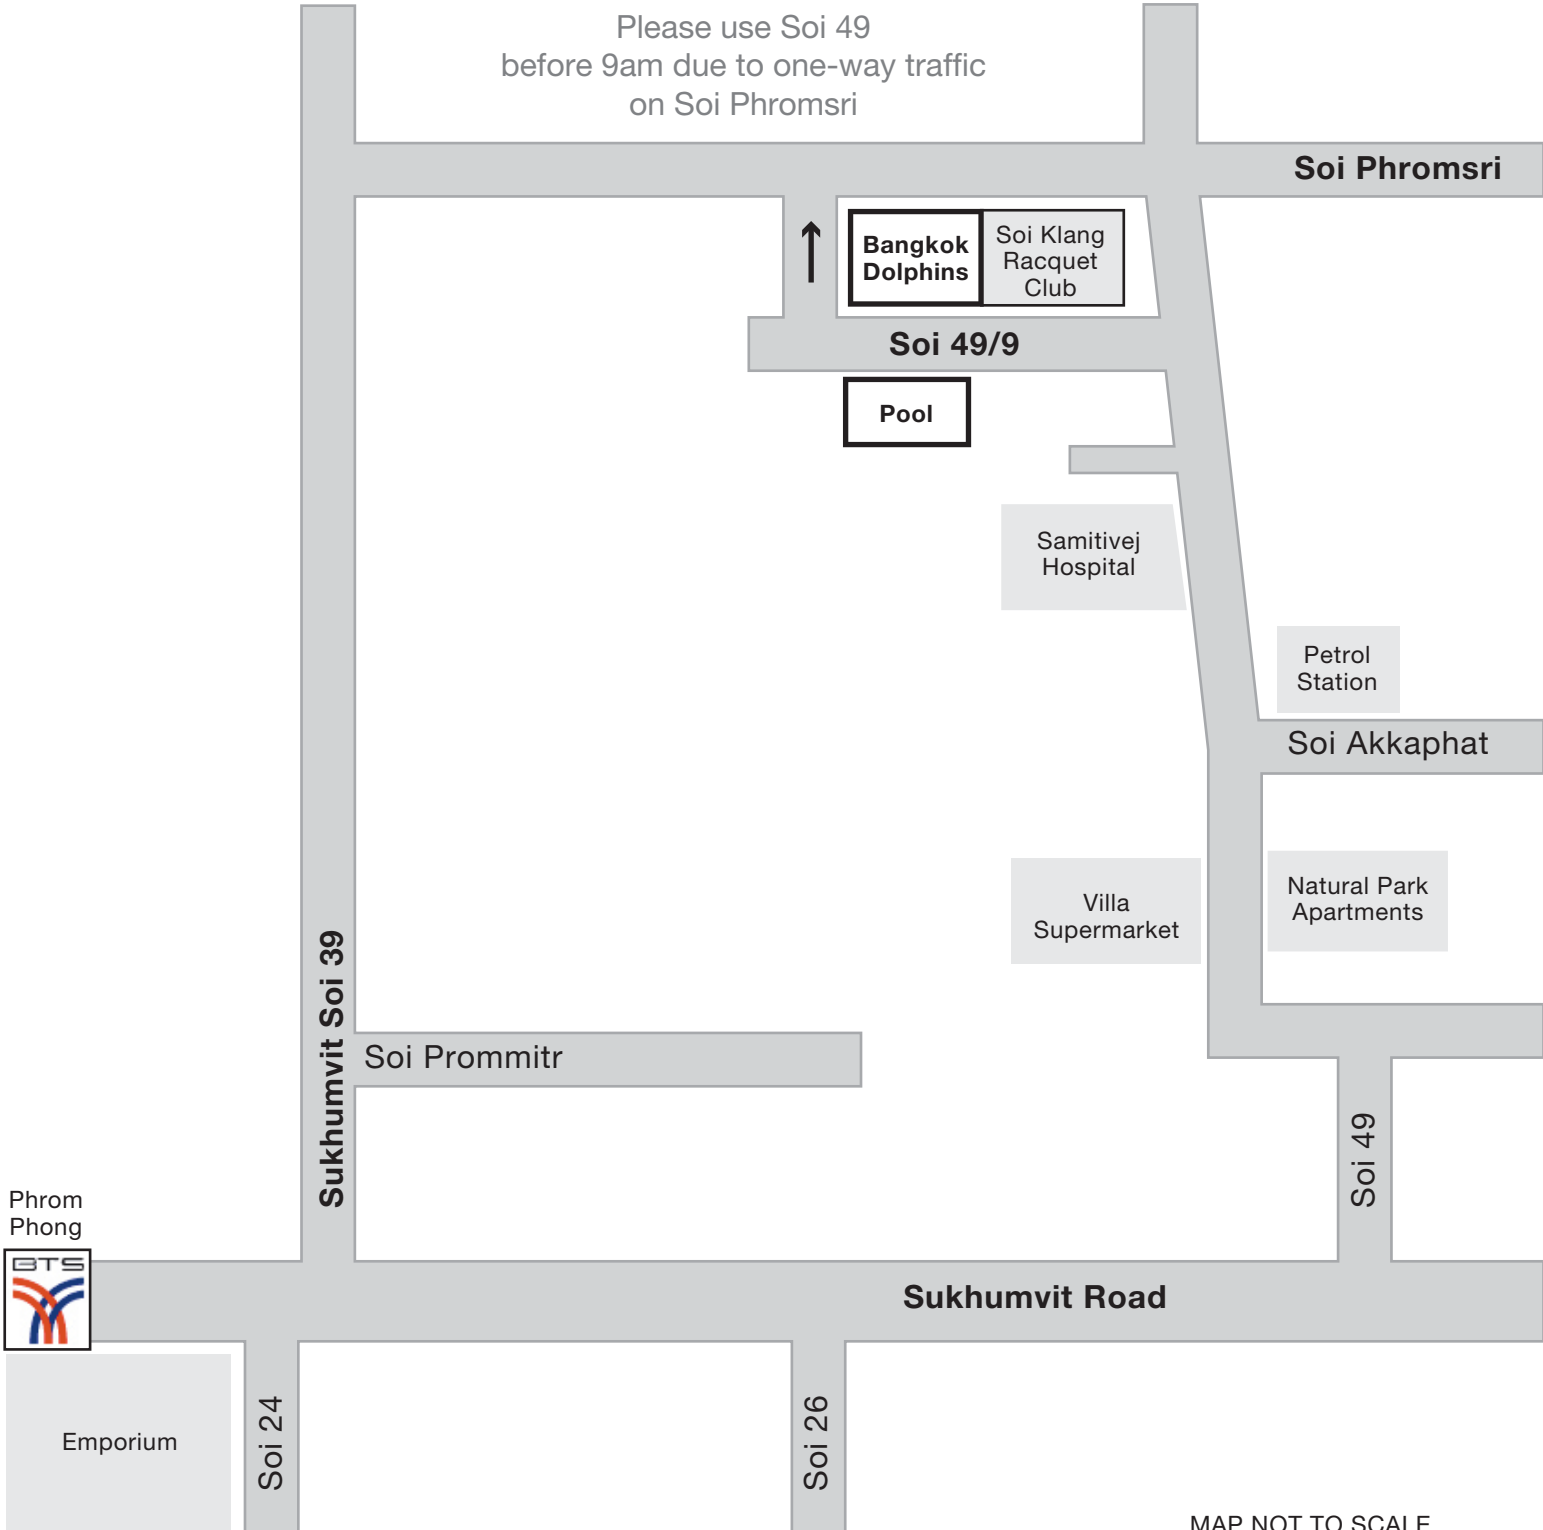 Please use Soi 49
before 9am due to one-way traffic
on Soi Phromsri
Soi Phromsri
Bangkok
Dolphins
Soi Klang
Racquet
Club
Soi 49/9
Pool
Samitivej
Hospital
Petrol
Station
Soi Akkaphat
Villa
Supermarket
Natural Park
Apartments
Sukhumvit Soi 39
Soi Prommitr
Soi 49
Phrom
Phong
BTS
Sukhumvit Road
Emporium
Soi 24
Soi 26
MAP NOT TO SCALE